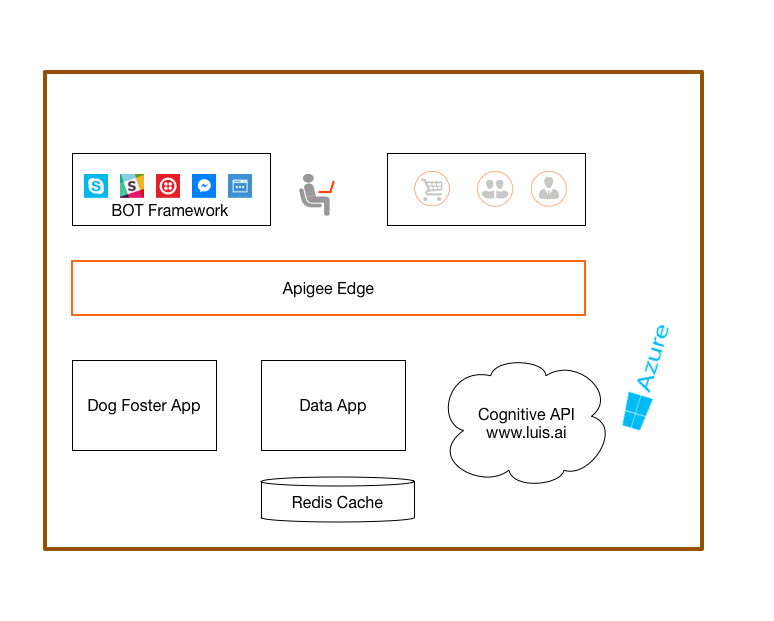 BOT Framework
Apigee Edge
Dog Foster App
Data App
Cognitive API
www.luis.ai
Azure
Redis Cache